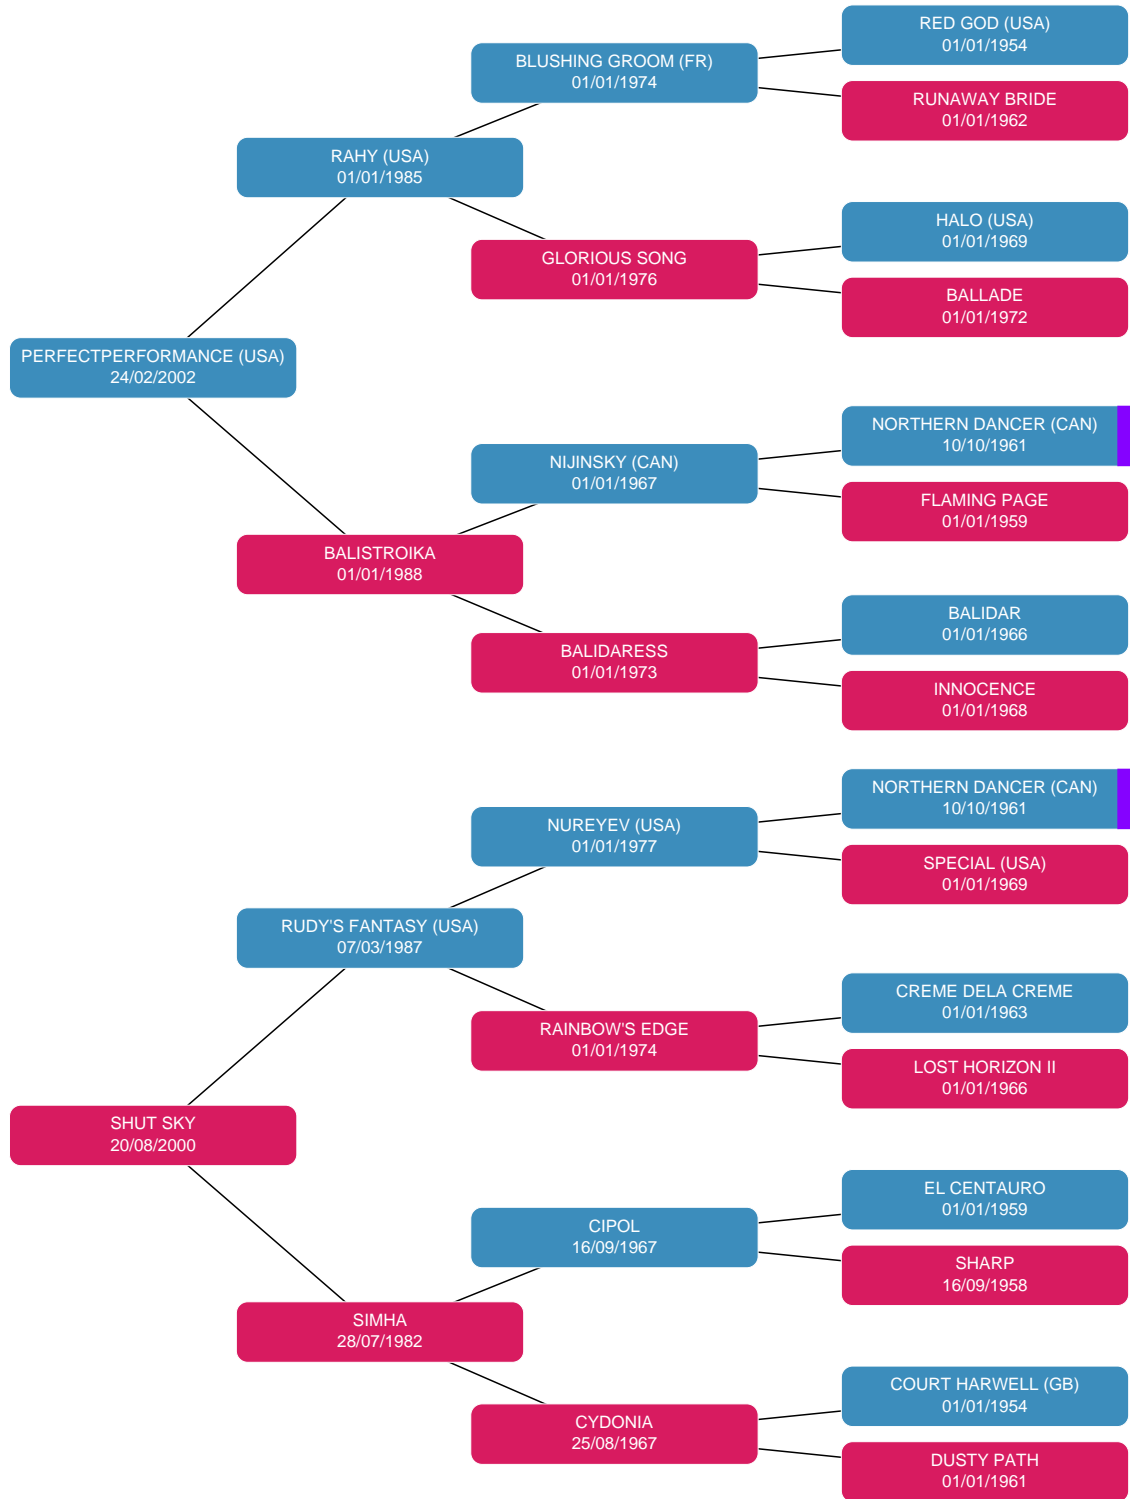 RED GOD (USA)
01/01/1954
BLUSHING GROOM (FR)
01/01/1974
RUNAWAY BRIDE
01/01/1962
RAHY (USA)
01/01/1985
HALO (USA)
01/01/1969
GLORIOUS SONG
01/01/1976
BALLADE
01/01/1972
PERFECTPERFORMANCE (USA)
24/02/2002
NORTHERN DANCER (CAN)
10/10/1961
NIJINSKY (CAN)
01/01/1967
FLAMING PAGE
01/01/1959
BALISTROIKA
01/01/1988
BALIDAR
01/01/1966
BALIDARESS
01/01/1973
INNOCENCE
01/01/1968
NORTHERN DANCER (CAN)
10/10/1961
NUREYEV (USA)
01/01/1977
SPECIAL (USA)
01/01/1969
RUDY'S FANTASY (USA)
07/03/1987
CREME DELA CREME
01/01/1963
RAINBOW'S EDGE
01/01/1974
LOST HORIZON II
01/01/1966
SHUT SKY
20/08/2000
EL CENTAURO
01/01/1959
CIPOL
16/09/1967
SHARP
16/09/1958
SIMHA
28/07/1982
COURT HARWELL (GB)
01/01/1954
CYDONIA
25/08/1967
DUSTY PATH
01/01/1961